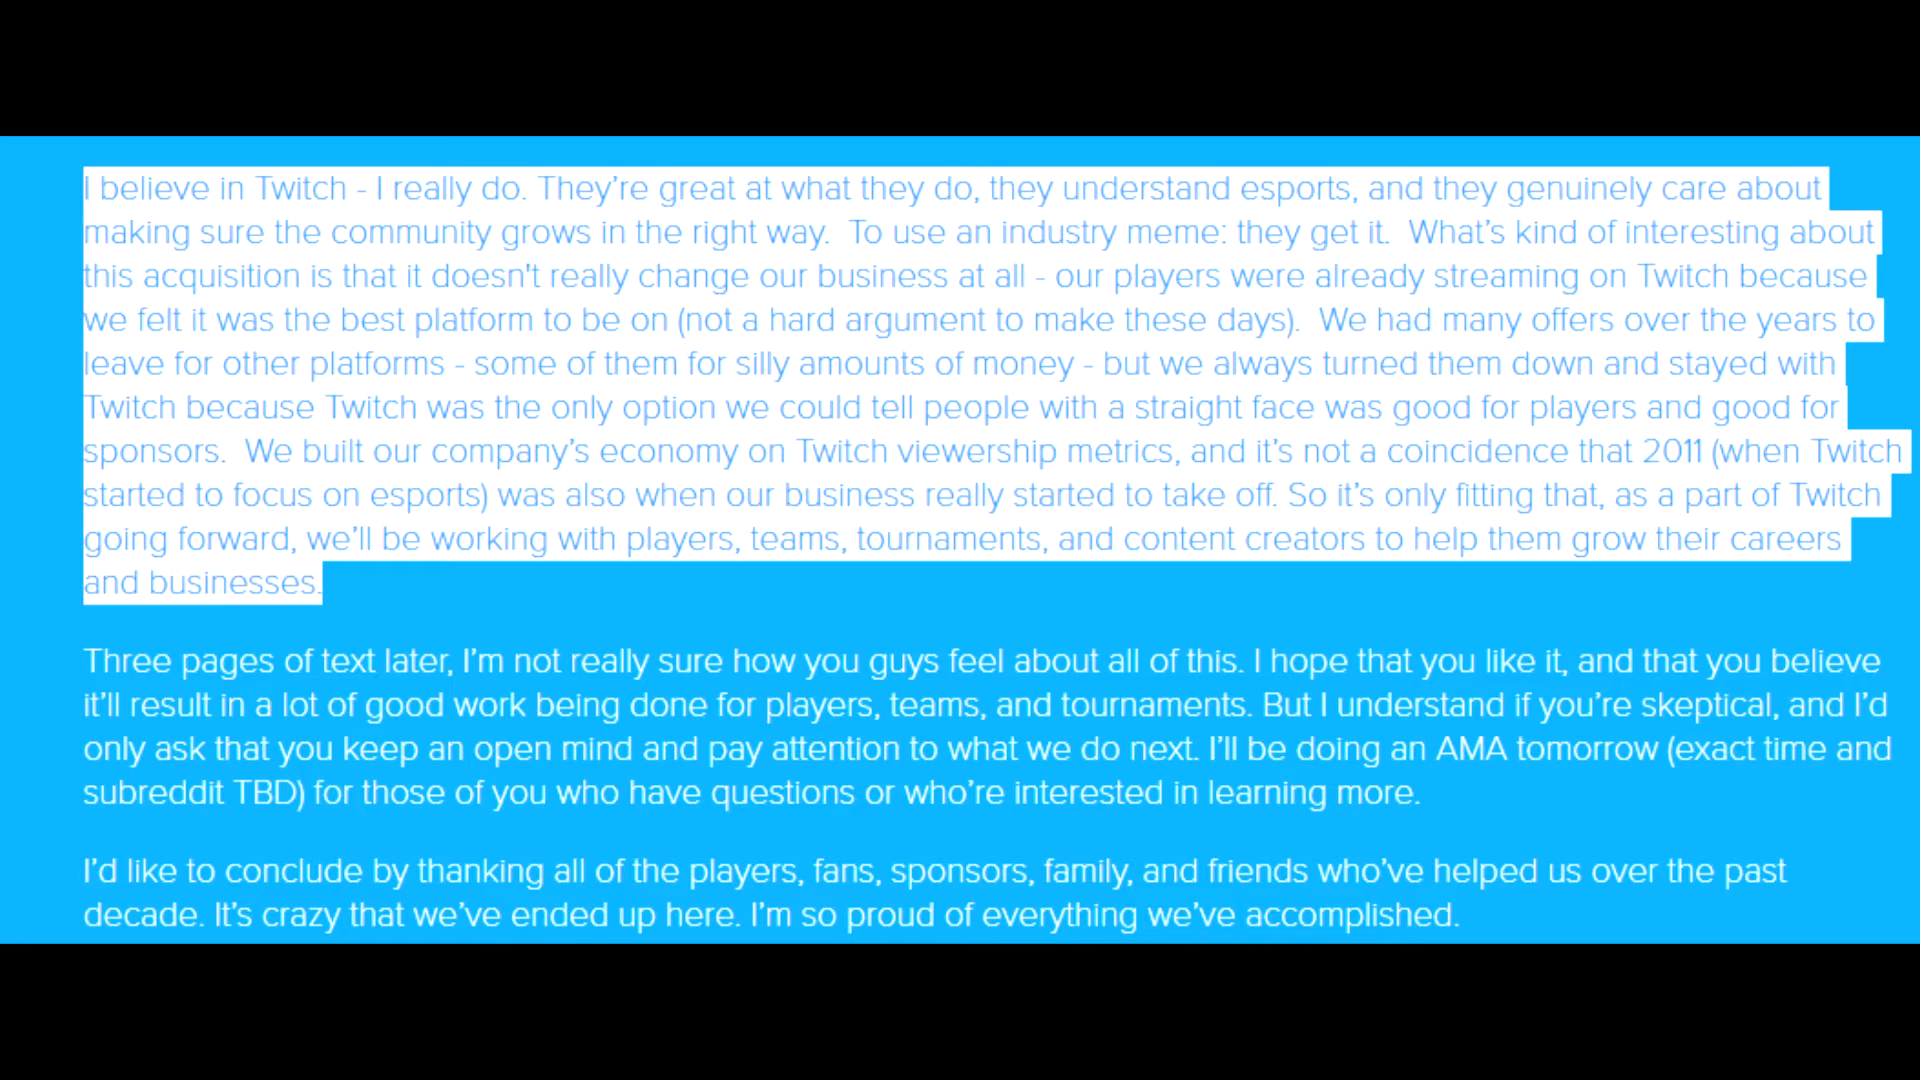 I believe in Twitch - I really do. They’re great at what they do, they understand esports, and they genuinely care about
making sure the community grows in the right way.  To use an industry meme: they get it.  What’s kind of interesting about
this acquisition is that it doesn't really change our business at all - our players were already streaming on Twitch because
we felt it was the best platform to be on (not a hard argument to make these days).  We had many offers over the years to
leave for other platforms - some of them for silly amounts of money - but we always turned them down and stayed with
Twitch because Twitch was the only option we could tell people with a straight face was good for players and good for
sponsors.  We built our company’s economy on Twitch viewership metrics, and it’s not a coincidence that 2011 (when Twitch
started to focus on esports) was also when our business really started to take off. So it’s only fitting that, as a part of Twitch
going forward, we’ll be working with players, teams, tournaments, and content creators to help them grow their careers
and businesses.
Three pages of text later, I’m not really sure how you guys feel about all of this. I hope that you like it, and that you believe
it’ll result in a lot of good work being done for players, teams, and tournaments. But I understand if you’re skeptical, and I’d
only ask that you keep an open mind and pay attention to what we do next. I’ll be doing an AMA tomorrow (exact time and
subreddit TBD) for those of you who have questions or who’re interested in learning more.
I’d like to conclude by thanking all of the players, fans, sponsors, family, and friends who’ve helped us over the past
decade. It’s crazy that we’ve ended up here. I’m so proud of everything we’ve accomplished.